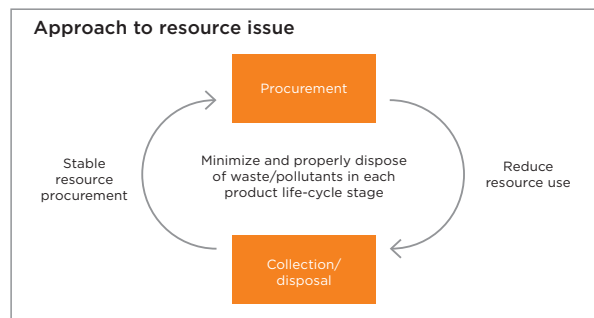 Approach to resource issue
Procurement
Stable
resource
procurement
Minimize and properly dispose
of waste/pollutants in each
product life-cycle stage
Reduce
resource use
Collection/
disposal